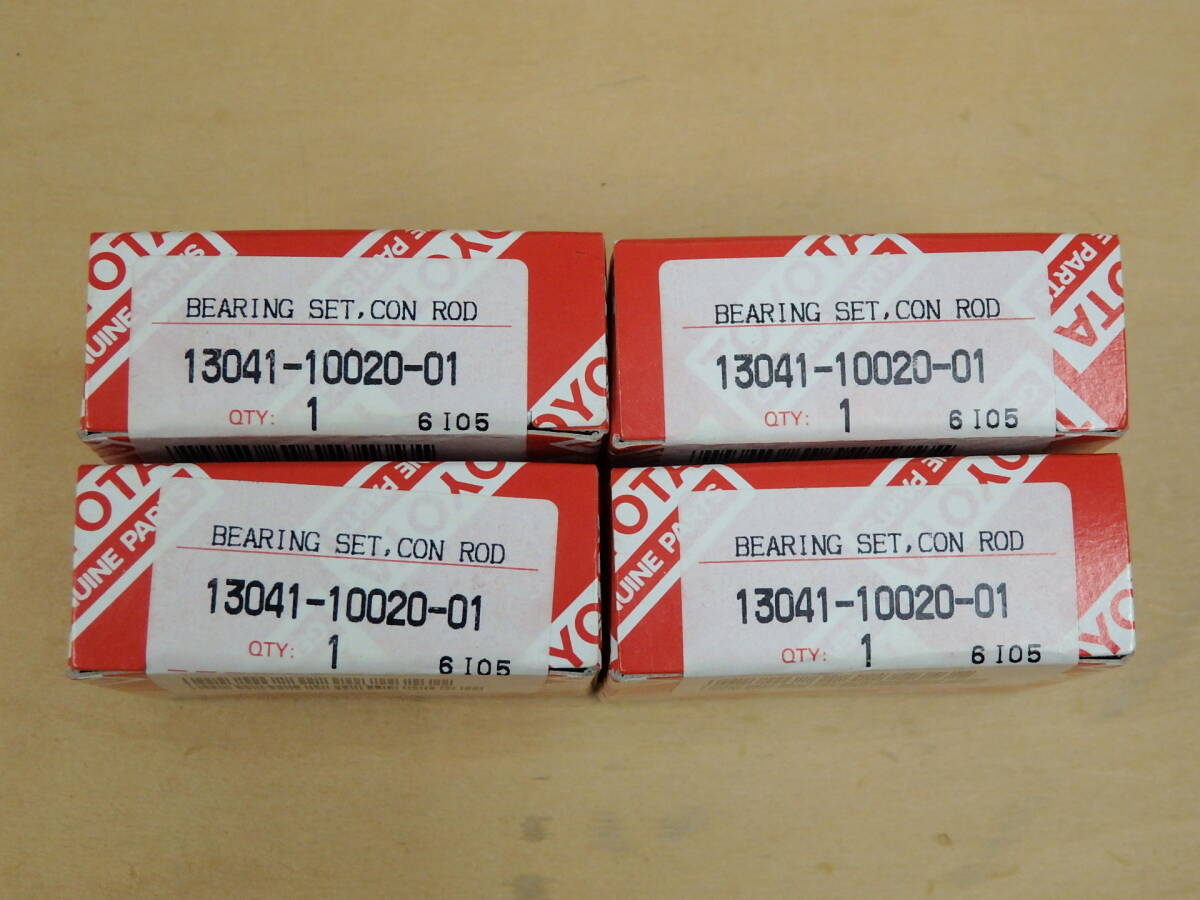 BEARING SET,CON ROD
13041-10020-01
QTY: 1 6I05
BEARING SET,CON ROD
13041-10020-01
QTY: 1 6I05
BEARING SET,CON ROD
13041-10020-01
QTY: 1 6I05
BEARING SET,CON ROD
13041-10020-01
QTY: 1 6I05